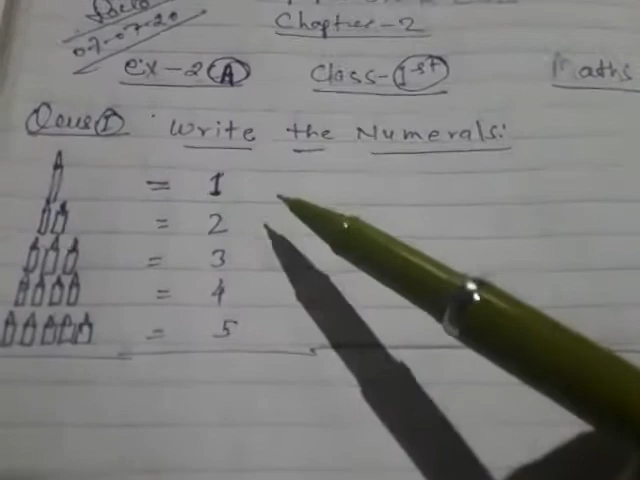 Date
07-07-20
Chapter-2
ex-2 A
Class-1st
Maths
Ques 1 Write the Numerals:
= 1
= 2
= 3
= 4
= 5